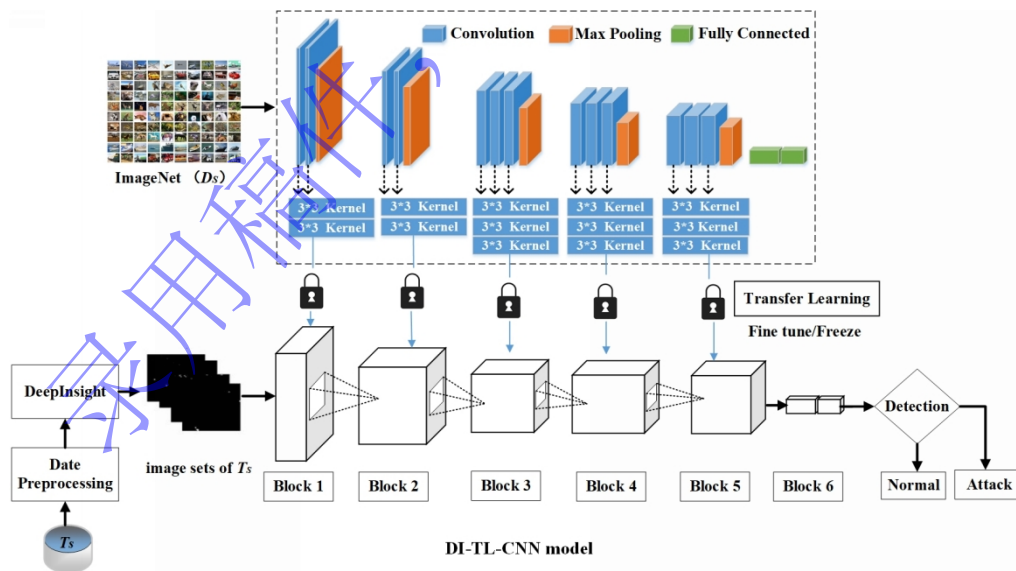 Convolution
Max Pooling
Fully Connected
ImageNet （Ds）
3*3 Kernel
3*3 Kernel
3*3 Kernel
3*3 Kernel
3*3 Kernel
3*3 Kernel
3*3 Kernel
3*3 Kernel
3*3 Kernel
3*3 Kernel
3*3 Kernel
3*3 Kernel
3*3 Kernel
Transfer Learning
Fine tune/Freeze
DeepInsight
Date
Preprocessing
Ts
image sets of Ts
Block 1
Block 2
Block 3
Block 4
Block 5
Block 6
Detection
Normal
Attack
DI-TL-CNN model
录用稿件，